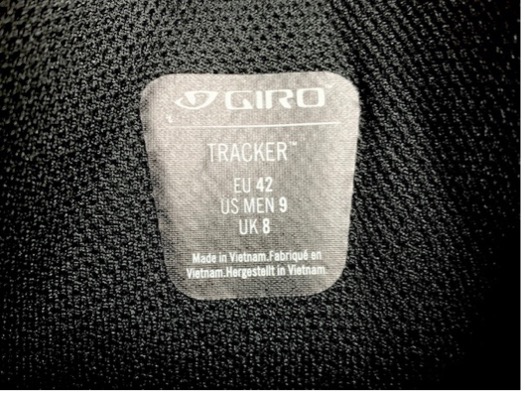 GIRO
TRACKER™
EU 42
US MEN 9
UK 8
Made in Vietnam.Fabriqué en
Vietnam.Hergestellt in Vietnam.